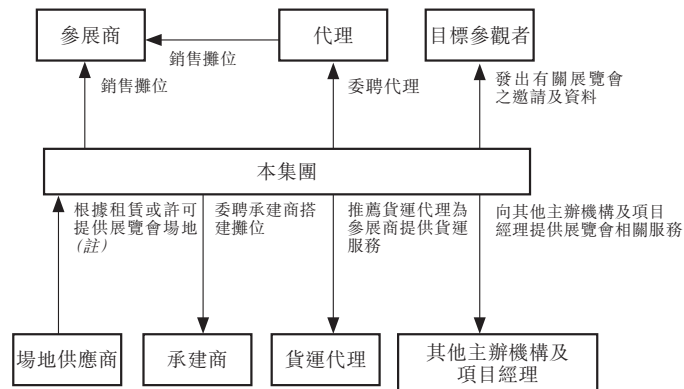 參展商
代理
目標參觀者
銷售攤位
銷售攤位
委聘代理
發出有關展覽會
之邀請及資料
本集團
根據租賃或許可
提供展覽會場地
(註)
委聘承建商搭
建攤位
推薦貨運代理為
參展商提供貨運
服務
向其他主辦機構及項目
經理提供展覽會相關服務
場地供應商
承建商
貨運代理
其他主辦機構及
項目經理